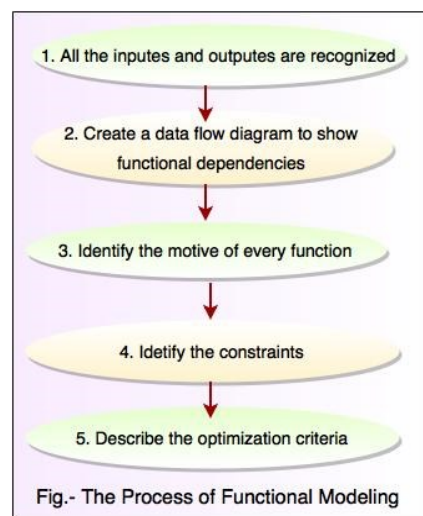 1. All the inputes and outputes are recognized
2. Create a data flow diagram to show
functional dependencies
3. Identify the motive of every function
4. Idetify the constraints
5. Describe the optimization criteria
Fig.- The Process of Functional Modeling